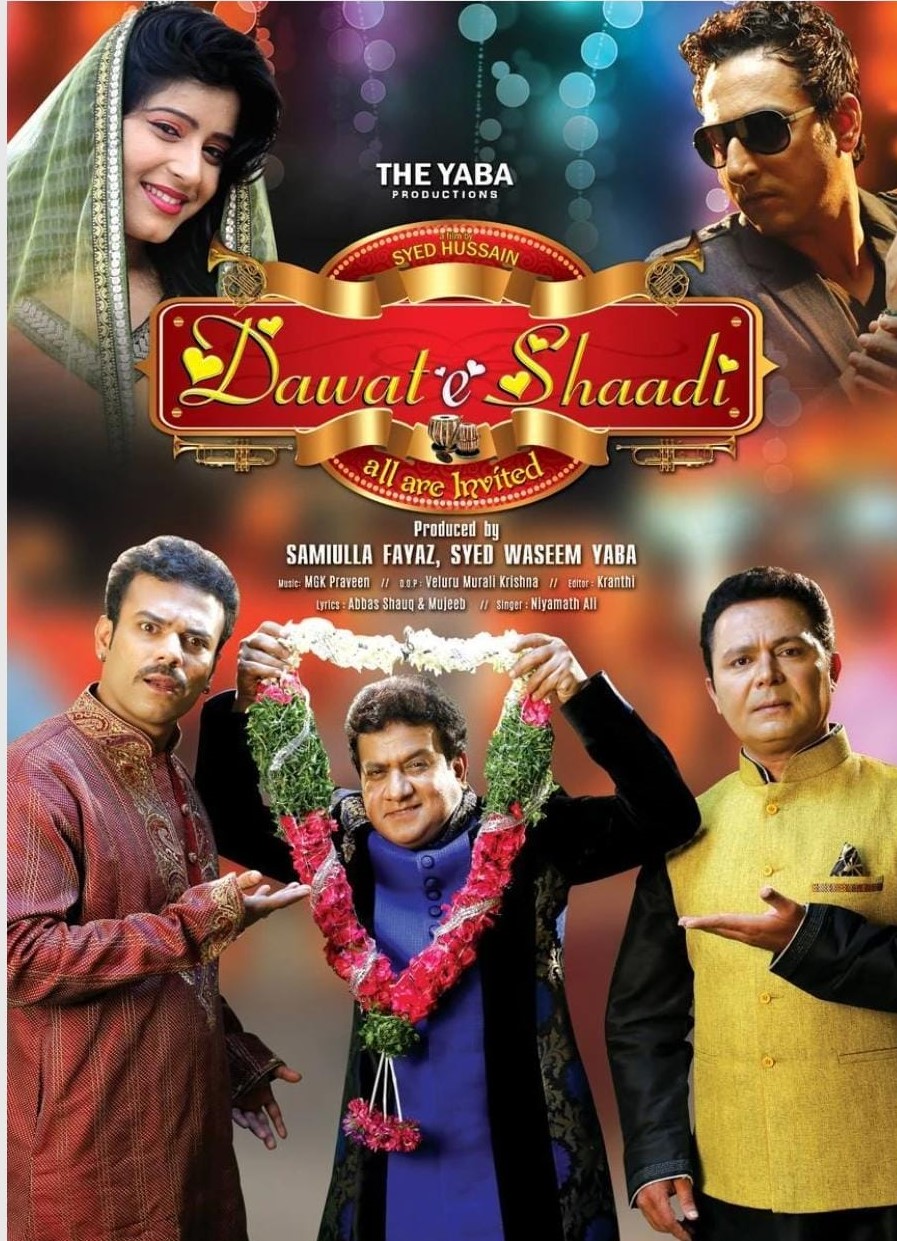 THE YABA
PRODUCTIONS
a film by
SYED HUSSAIN
Dawat e Shaadi
all are Invited
Produced by
SAMIULLA FAYAZ, SYED WASEEM YABA
Music: MGK Praveen // D.O.P: Veluru Murali Krishna // Editor: Kranthi
Lyrics: Abbas Shauq & Mujeeb // Singer: Niyamath Ali